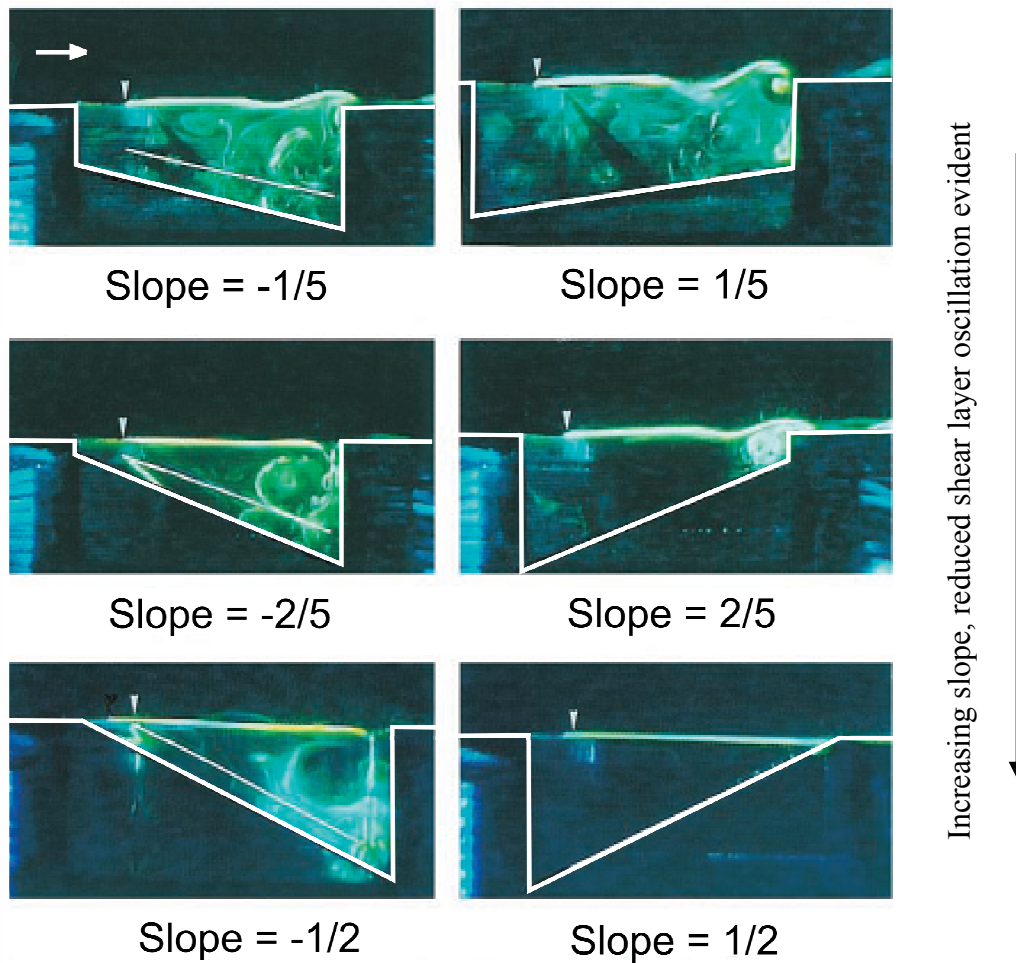 Slope = -1/5
Slope = 1/5
Slope = -2/5
Slope = 2/5
Slope = -1/2
Slope = 1/2
Increasing slope, reduced shear layer oscillation evident